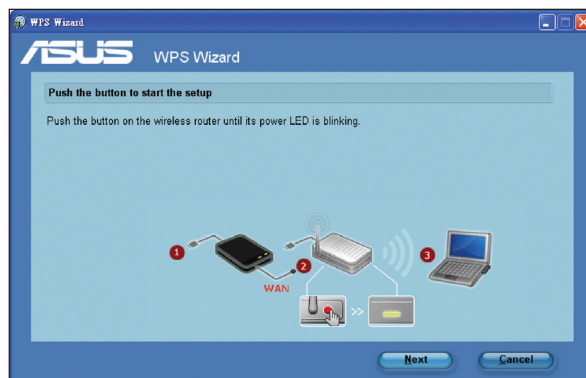 WPS Wizard
ASUS WPS Wizard
Push the button to start the setup
Push the button on the wireless router until its power LED is blinking.
1
2
3
WAN
>>
Next Cancel